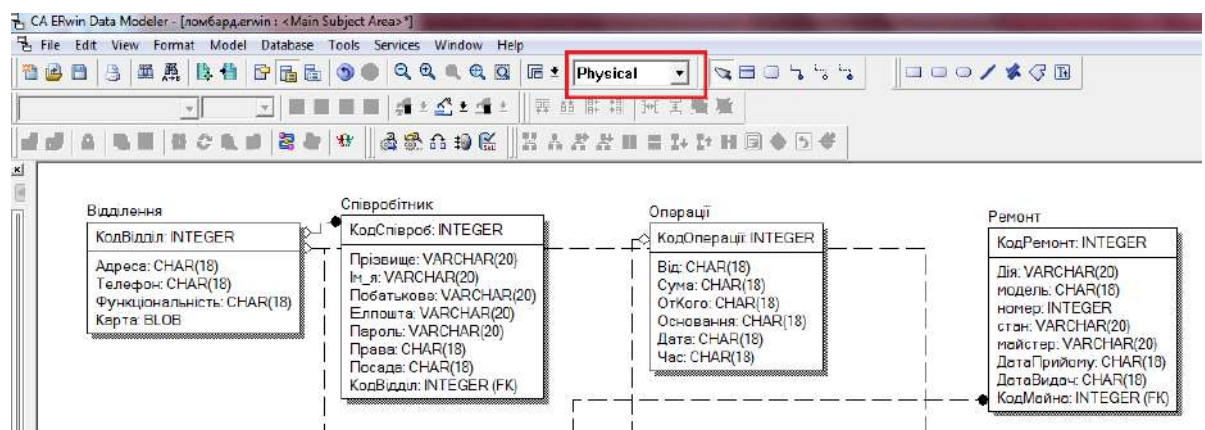 CA ERwin Data Modeler - [ломбард.erwin : <Main Subject Area>*]
File Edit View Format Model Database Tools Services Window Help
Physical
Відділення
КодВідділ: INTEGER
Адреса: CHAR(18)
Телефон: CHAR(18)
Функціональність: CHAR(18)
Карта: BLOB
Співробітник
КодСпівроб: INTEGER
Прізвище: VARCHAR(20)
Ім_я: VARCHAR(20)
Побатькове: VARCHAR(20)
Елпошта: VARCHAR(20)
Пароль: VARCHAR(20)
Права: CHAR(18)
Посада: CHAR(18)
КодВідділ: INTEGER (FK)
Операції
КодОперації: INTEGER
Від: CHAR(18)
Сума: CHAR(18)
ОтКого: CHAR(18)
Основання: CHAR(18)
Дата: CHAR(18)
Час: CHAR(18)
Ремонт
КодРемонт: INTEGER
Дія: VARCHAR(20)
модель: CHAR(18)
номер: INTEGER
стан: VARCHAR(20)
майстер: VARCHAR(20)
ДатаПрийому: CHAR(18)
ДатаВидач: CHAR(18)
КодМайна: INTEGER (FK)